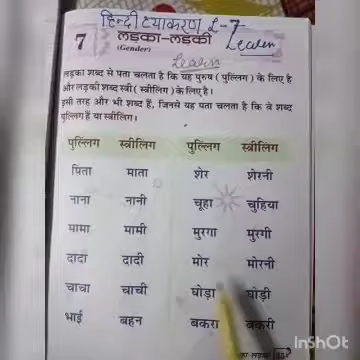 हिन्दी व्याकरण L-7
7 लड़का-लड़की
(Gender)
Learn
Learn
लड़का शब्द से पता चलता है कि यह पुरुष ( पुल्लिंग ) के लिए है
और लड़की शब्द स्त्री ( स्त्रीलिंग ) के लिए है।
इसी तरह और भी शब्द हैं, जिनसे यह पता चलता है कि वे शब्द
पुल्लिंग हैं या स्त्रीलिंग।
पुल्लिंग स्त्रीलिंग पुल्लिंग स्त्रीलिंग
पिता माता शेर शेरनी
नाना नानी चूहा चुहिया
मामा मामी मुरगा मुरगी
दादा दादी मोर मोरनी
चाचा चाची घोड़ा घोड़ी
भाई बहन बकरा बकरी
InShOt